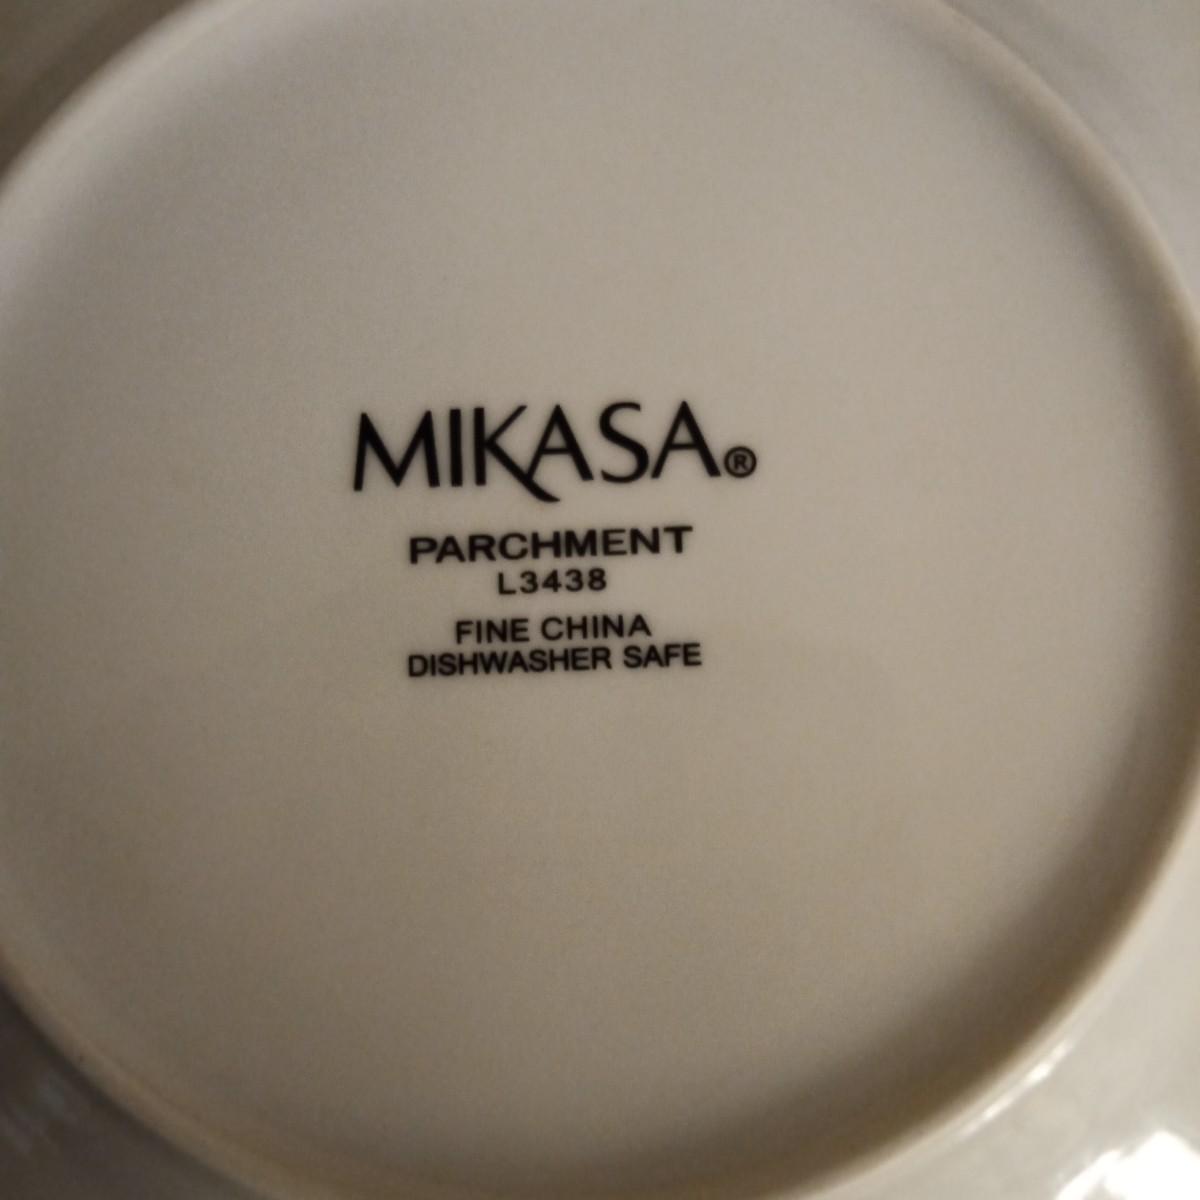 MIKASA®
PARCHMENT
L3438
FINE CHINA
DISHWASHER SAFE